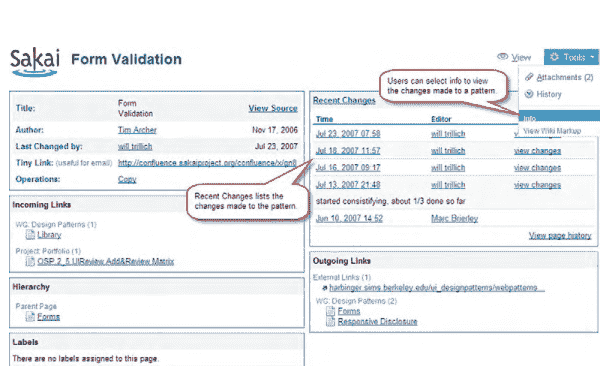 Sakai Form Validation
View
Tools
Attachments (2)
History
Info
View Wiki Markup
Users can select info to view
the changes made to a pattern.
Title:
Form
Validation
View Source
Author:
Tim Archer
Nov 17, 2006
Last Changed by:
will trillich
Jul 23, 2007
Tiny Link: (useful for email)
http://confluence.sakaiproject.org/confluence/x/gn8
Operations:
Copy
Incoming Links
WG: Design Patterns (1)
Library
Project Portfolio (1)
OSP_2_5 UIReview Add&Review Matrix
Hierarchy
Parent Page
Forms
Labels
There are no labels assigned to this page.
Recent Changes
Time Editor
Jul 23, 2007 07:58 will trillich view changes
Jul 18, 2007 11:57 will trillich view changes
Jul 16, 2007 09:17 will trillich view changes
Jul 13, 2007 21:48 will trillich view changes
started consistifying, about 1/3 done so far
Jun 10, 2007 14:52 Marc Brierley
View page history
Recent Changes lists the
changes made to the pattern.
Outgoing Links
External Links (1)
harbinger.sims.berkeley.edu/ui_designpatterns/webpatterns...
WG: Design Patterns (2)
Forms
Responsive Disclosure